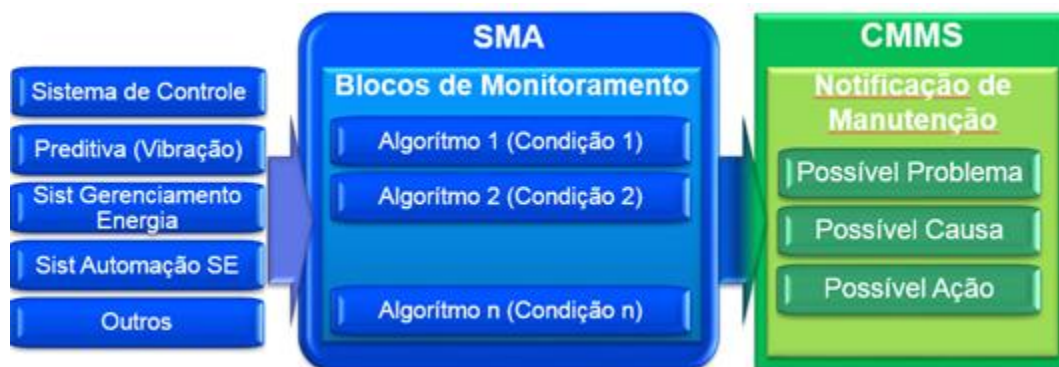 Sistema de Controle
Preditiva (Vibração)
Sist Gerenciamento
Energia
Sist Automação SE
Outros
SMA
Blocos de Monitoramento
Algorítmo 1 (Condição 1)
Algorítmo 2 (Condição 2)
Algorítmo n (Condição n)
CMMS
Notificação de
Manutenção
Possível Problema
Possível Causa
Possível Ação